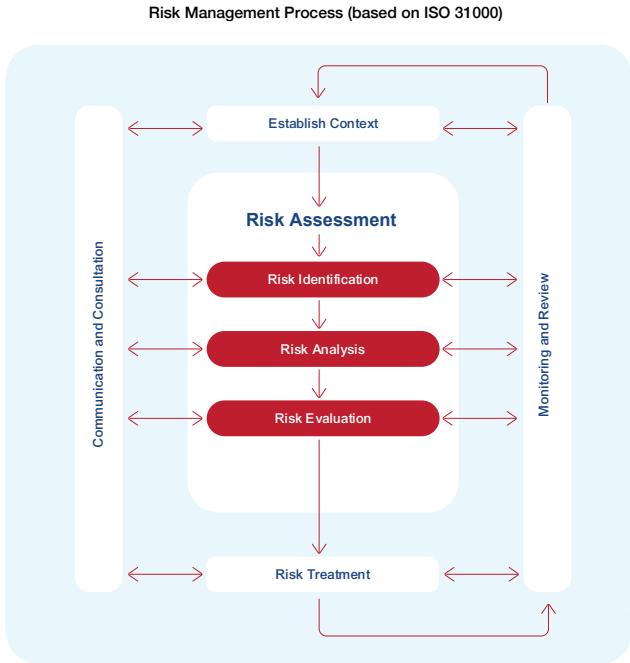 Risk Management Process (based on ISO 31000)
Establish Context
Risk Assessment
Risk Identification
Risk Analysis
Risk Evaluation
Risk Treatment
Communication and Consultation
Monitoring and Review